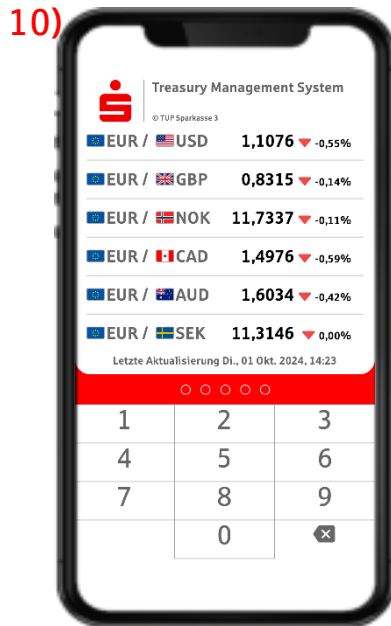 10)
Treasury Management System
© TUP Sparkasse 3
EUR / USD 1,1076 -0,55%
EUR / GBP 0,8315 -0,14%
EUR / NOK 11,7337 -0,11%
EUR / CAD 1,4976 -0,59%
EUR / AUD 1,6034 -0,42%
EUR / SEK 11,3146 0,00%
Letzte Aktualisierung Di., 01 Okt. 2024, 14:23
1 2 3
4 5 6
7 8 9
0